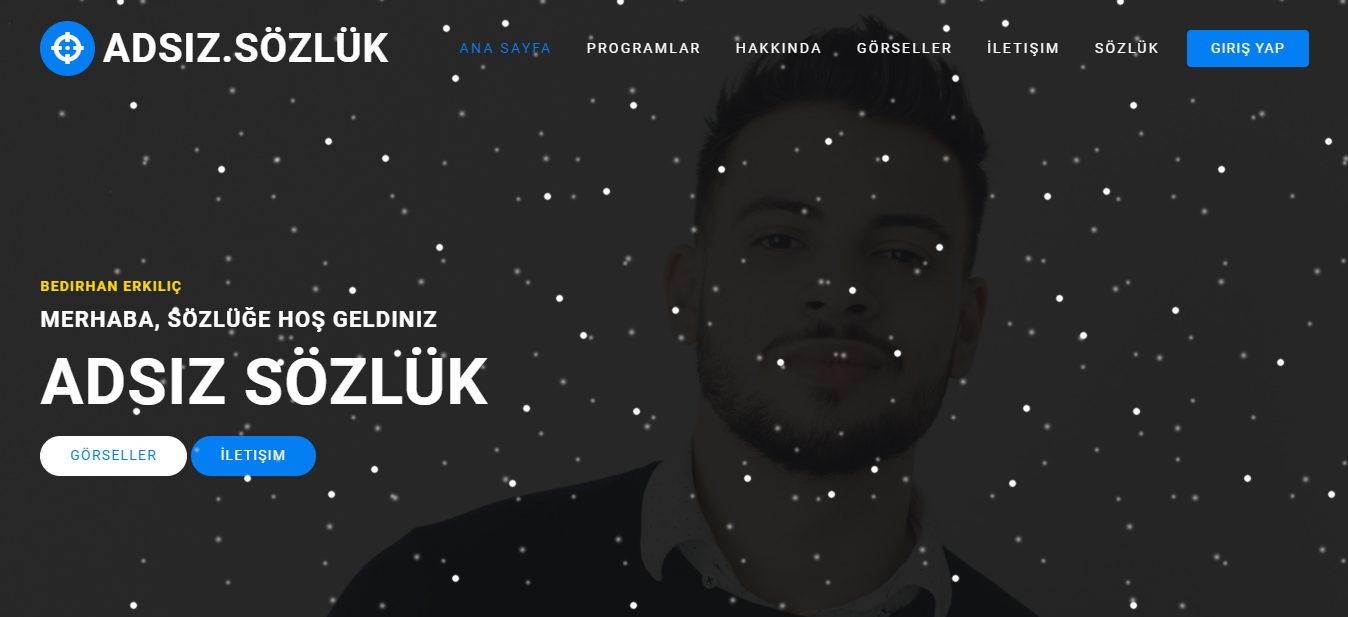 ADSIZ.SÖZLÜK
ANA SAYFA PROGRAMLAR HAKKINDA GÖRSELLER İLETIŞIM SÖZLÜK GIRIŞ YAP
BEDIRHAN ERKILIÇ
MERHABA, SÖZLÜĞE HOŞ GELDINIZ
ADSIZ SÖZLÜK
GÖRSELLER İLETIŞIM